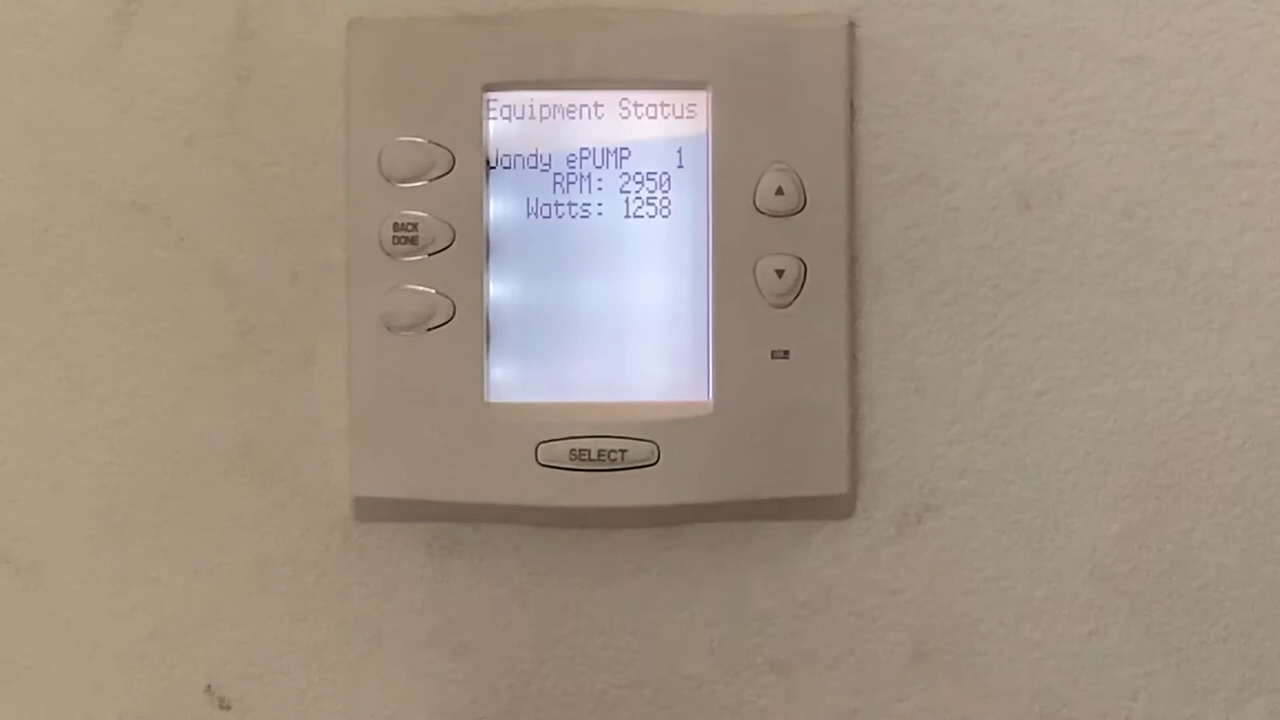 Equipment Status
Jandy ePUMP 1
RPM: 2950
Watts: 1258
BACK
DONE
SELECT